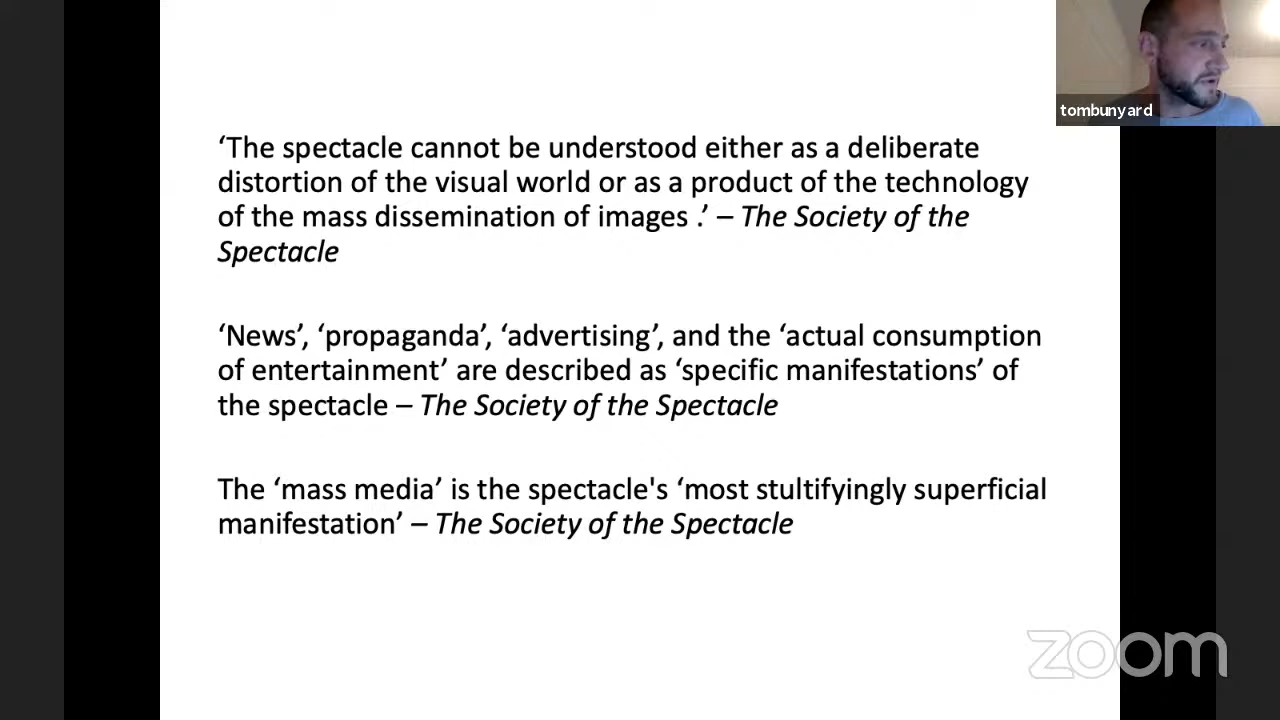 tombunyard
‘The spectacle cannot be understood either as a deliberate
distortion of the visual world or as a product of the technology
of the mass dissemination of images .’ – The Society of the
Spectacle
‘News’, ‘propaganda’, ‘advertising’, and the ‘actual consumption
of entertainment’ are described as ‘specific manifestations’ of
the spectacle – The Society of the Spectacle
The ‘mass media’ is the spectacle's ‘most stultifyingly superficial
manifestation’ – The Society of the Spectacle
zoom